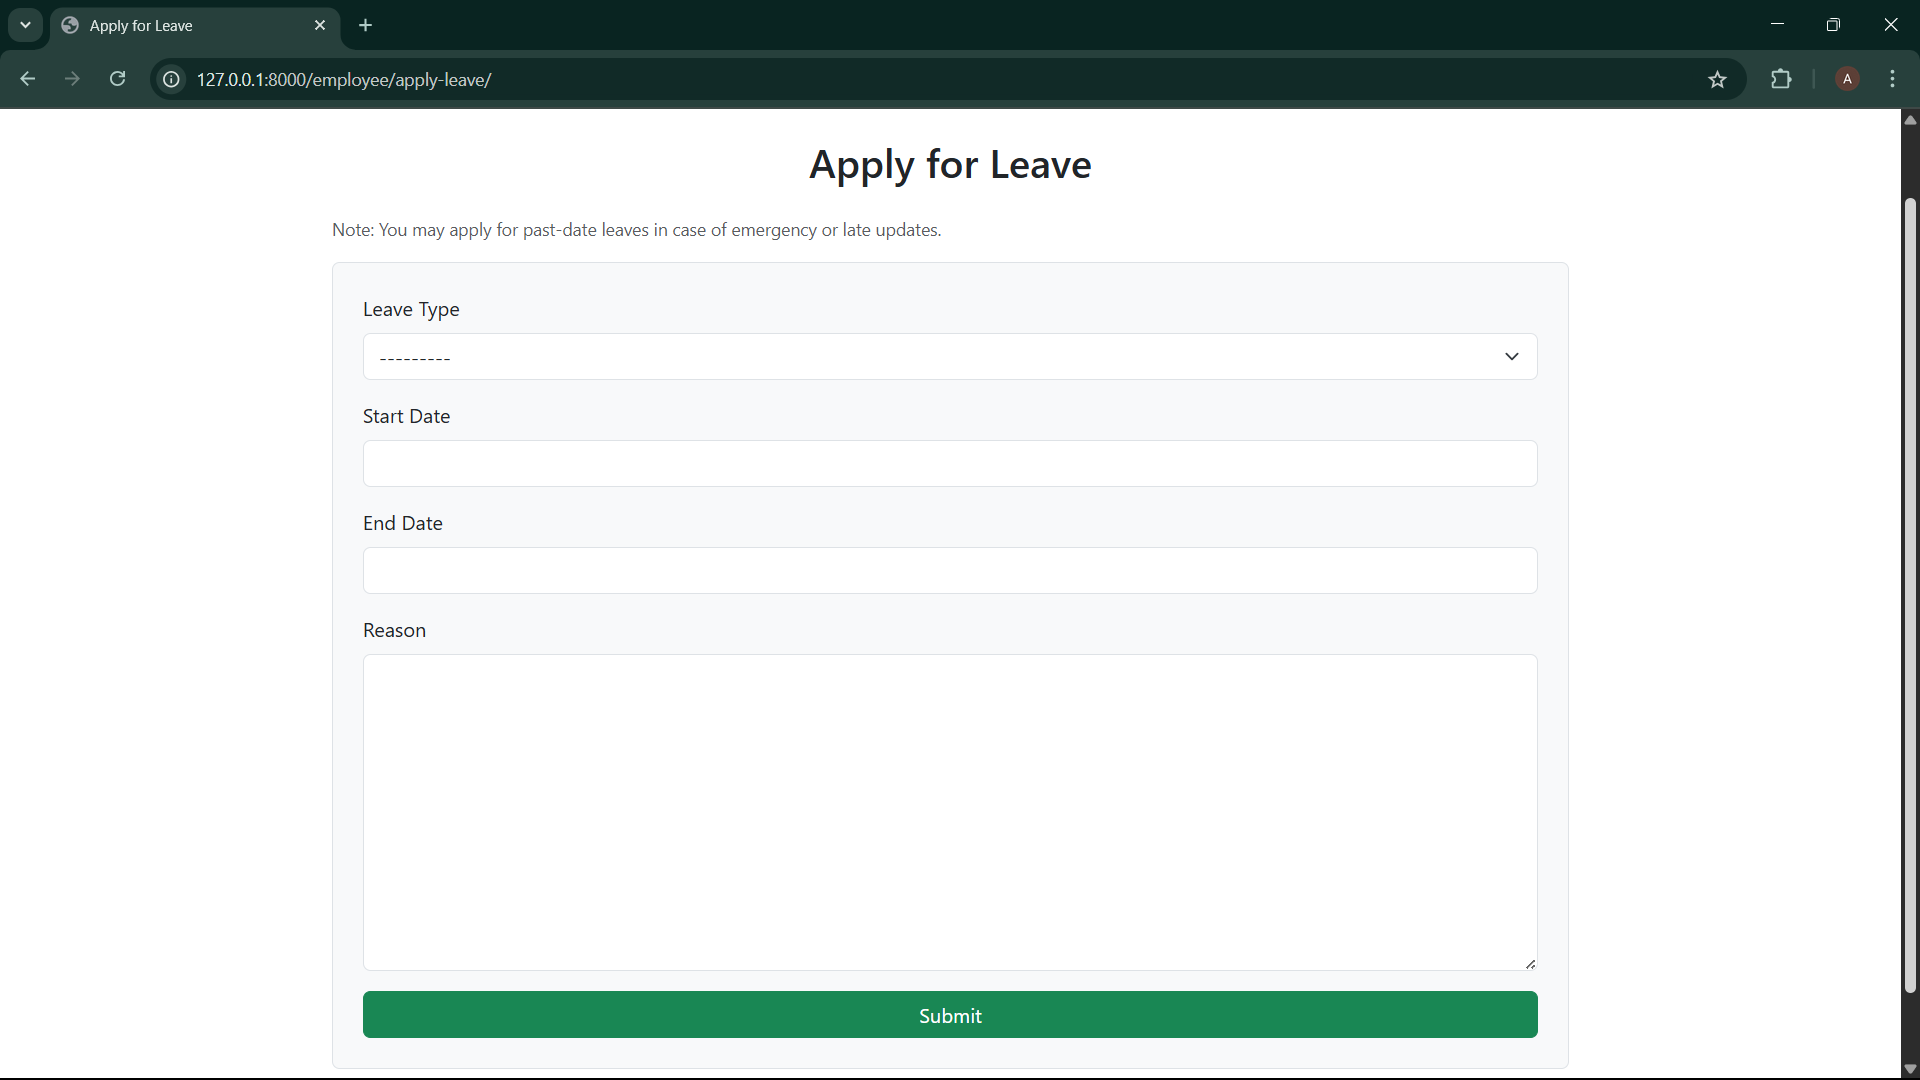 Apply for Leave
127.0.0.1:8000/employee/apply-leave/
A
Apply for Leave
Note: You may apply for past-date leaves in case of emergency or late updates.
Leave Type
---------
Start Date
End Date
Reason
Submit